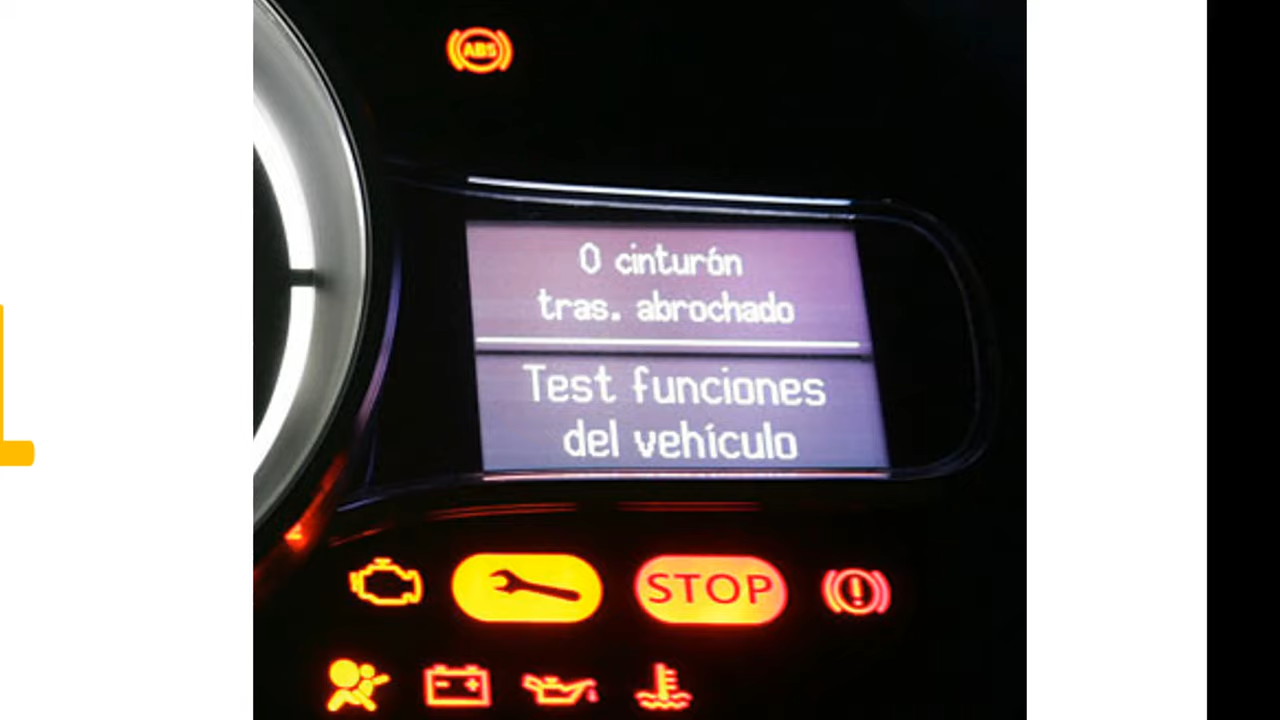 ABS
0 cinturón
tras. abrochado
Test funciones
del vehículo
STOP